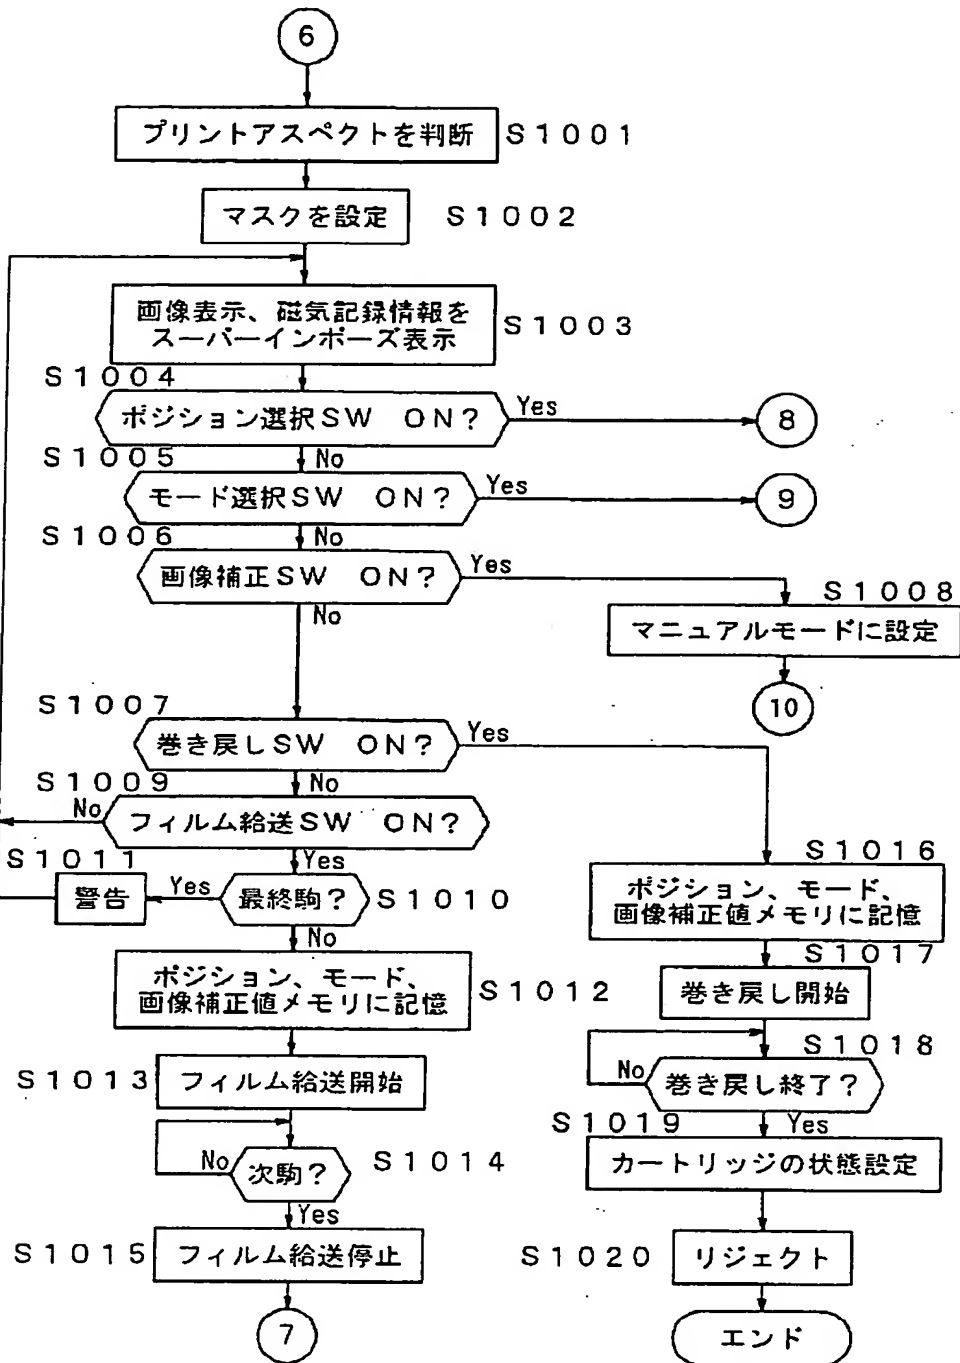 6
プリントアスペクトを判断 S1001
マスクを設定 S1002
画像表示、磁気記録情報を
スーパーインポーズ表示
S1003
S1004
ポジション選択SW ON?
Yes
8
S1005
No
モード選択SW ON?
Yes
9
S1006
No
画像補正SW ON?
Yes
No
S1008
マニュアルモードに設定
10
S1007
巻き戻しSW ON?
Yes
S1009
No
No
フィルム給送SW ON?
S1011
Yes
警告
Yes
最終駒?
S1010
No
ポジション、モード、
画像補正値メモリに記憶
S1012
S1013
フィルム給送開始
No
次駒?
S1014
Yes
S1015
フィルム給送停止
7
S1016
ポジション、モード、
画像補正値メモリに記憶
S1017
巻き戻し開始
S1018
No
巻き戻し終了?
S1019
Yes
カートリッジの状態設定
S1020
リジェクト
エンド